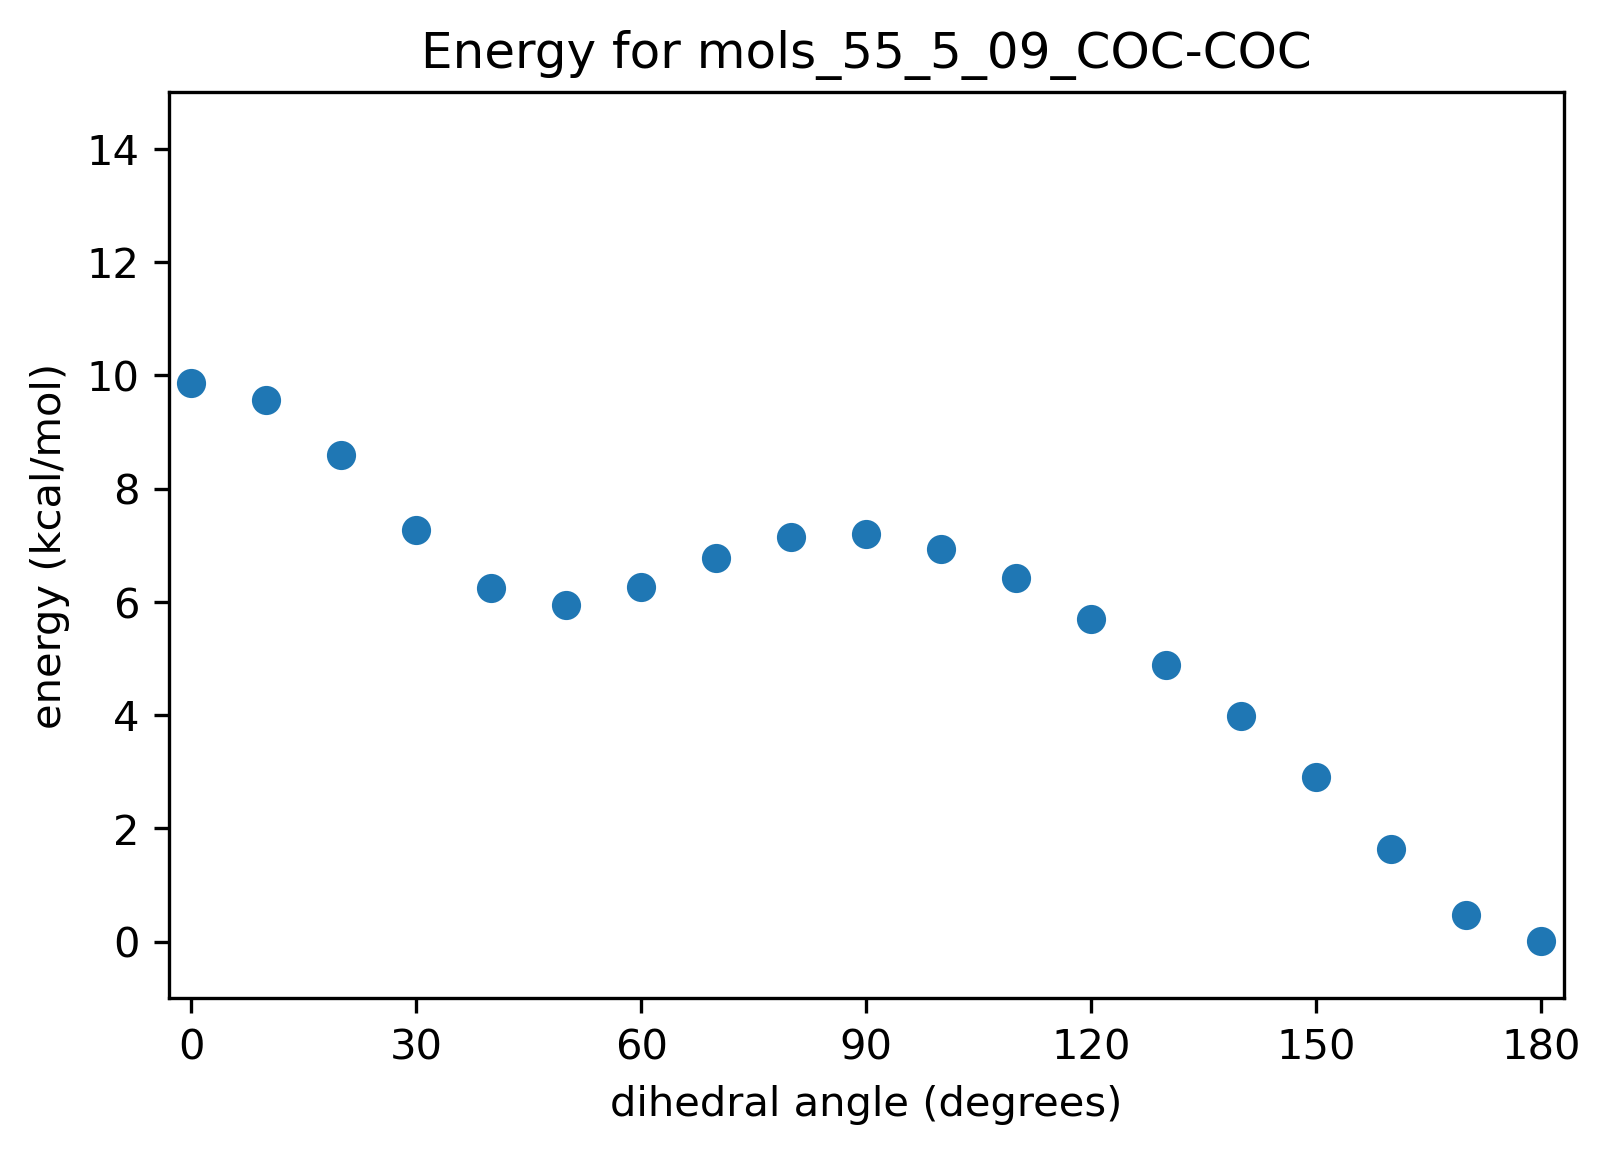 Energy for mols_55_5_09_COC-COC
14
12
10
8
6
4
2
0
energy (kcal/mol)
0 30 60 90 120 150 180
dihedral angle (degrees)